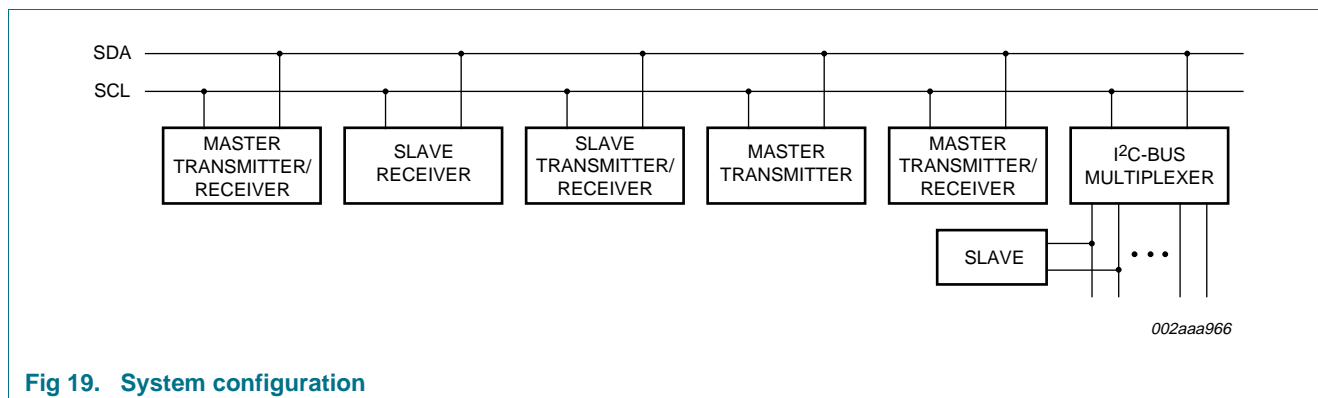 SDA
SCL
MASTER
TRANSMITTER/
RECEIVER
SLAVE
RECEIVER
SLAVE
TRANSMITTER/
RECEIVER
MASTER
TRANSMITTER
MASTER
TRANSMITTER/
RECEIVER
I²C-BUS
MULTIPLEXER
SLAVE
002aaa966
Fig 19. System configuration